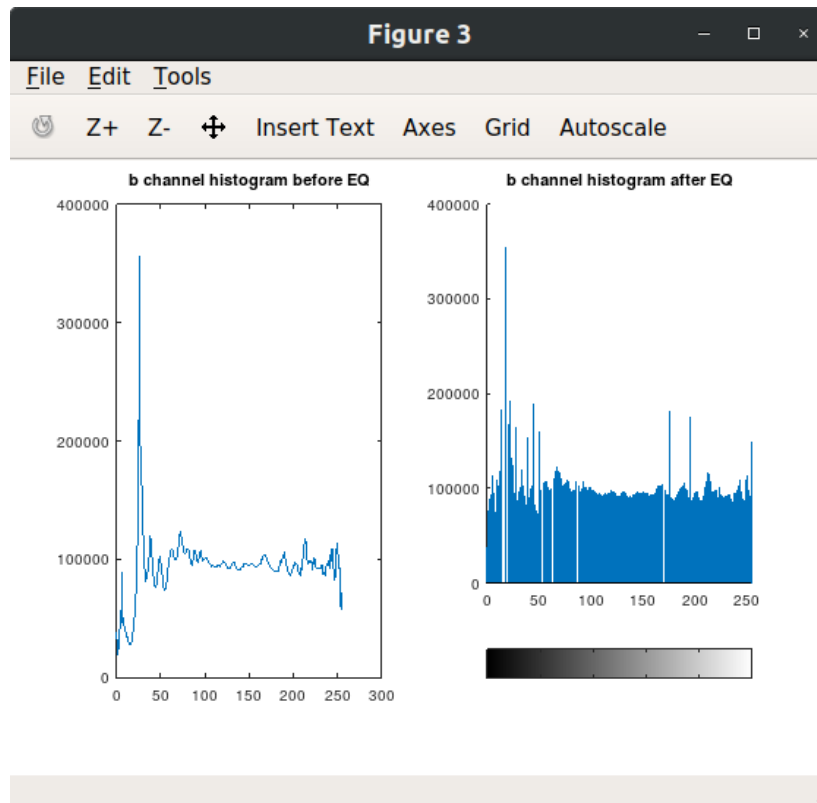 Figure 3
File Edit Tools
Z+ Z- Insert Text Axes Grid Autoscale
b channel histogram before EQ
400000
300000
200000
100000
0
0 50 100 150 200 250 300
b channel histogram after EQ
400000
300000
200000
100000
0
0 50 100 150 200 250